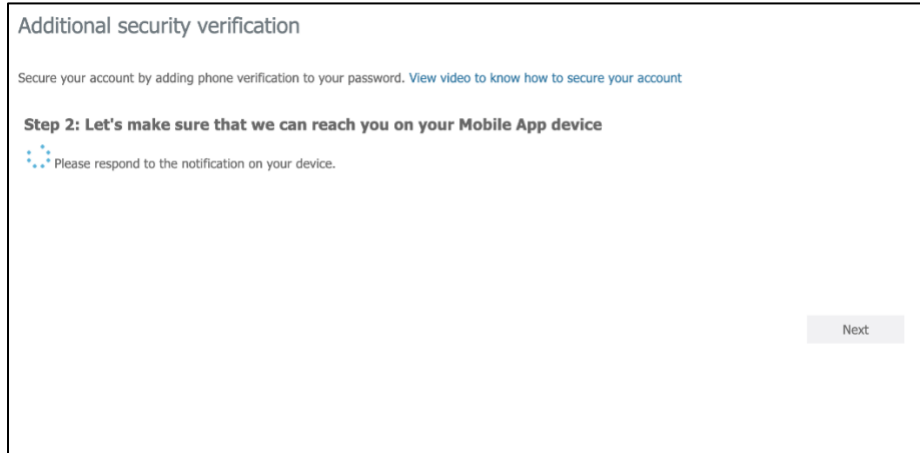 Additional security verification
Secure your account by adding phone verification to your password. View video to know how to secure your account
Step 2: Let's make sure that we can reach you on your Mobile App device
Please respond to the notification on your device.
Next